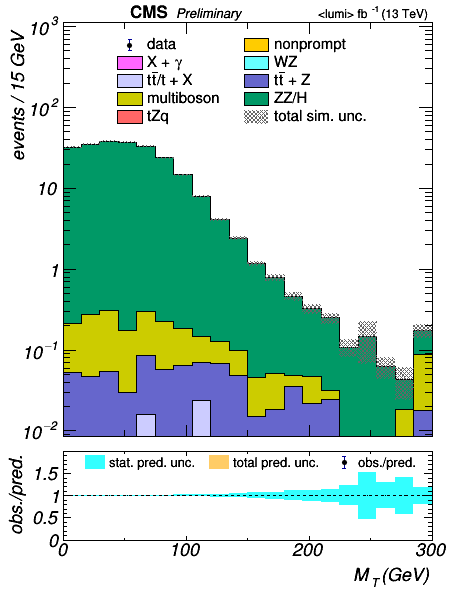 CMS Preliminary <lumi> fb⁻¹ (13 TeV)
events / 15 GeV
10³
10²
10
1
10⁻¹
10⁻²
data
nonprompt
X + γ
WZ
tt̄/t + X
tt̄ + Z
multiboson
ZZ/H
tZq
total sim. unc.
obs./pred.
1.5
1
0.5
0
stat. pred. unc. total pred. unc. obs./pred.
0 100 200 300
M_T (GeV)